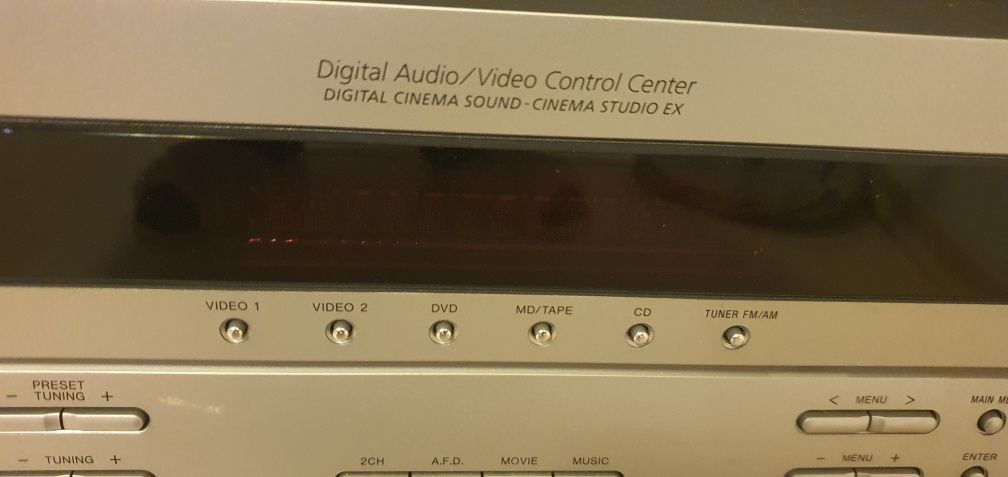 Digital Audio/Video Control Center
DIGITAL CINEMA SOUND · CINEMA STUDIO EX
VIDEO 1 VIDEO 2 DVD MD/TAPE CD TUNER FM/AM
PRESET
− TUNING +
< MENU > MAIN
− TUNING + 2CH A.F.D. MOVIE MUSIC − MENU + ENTER